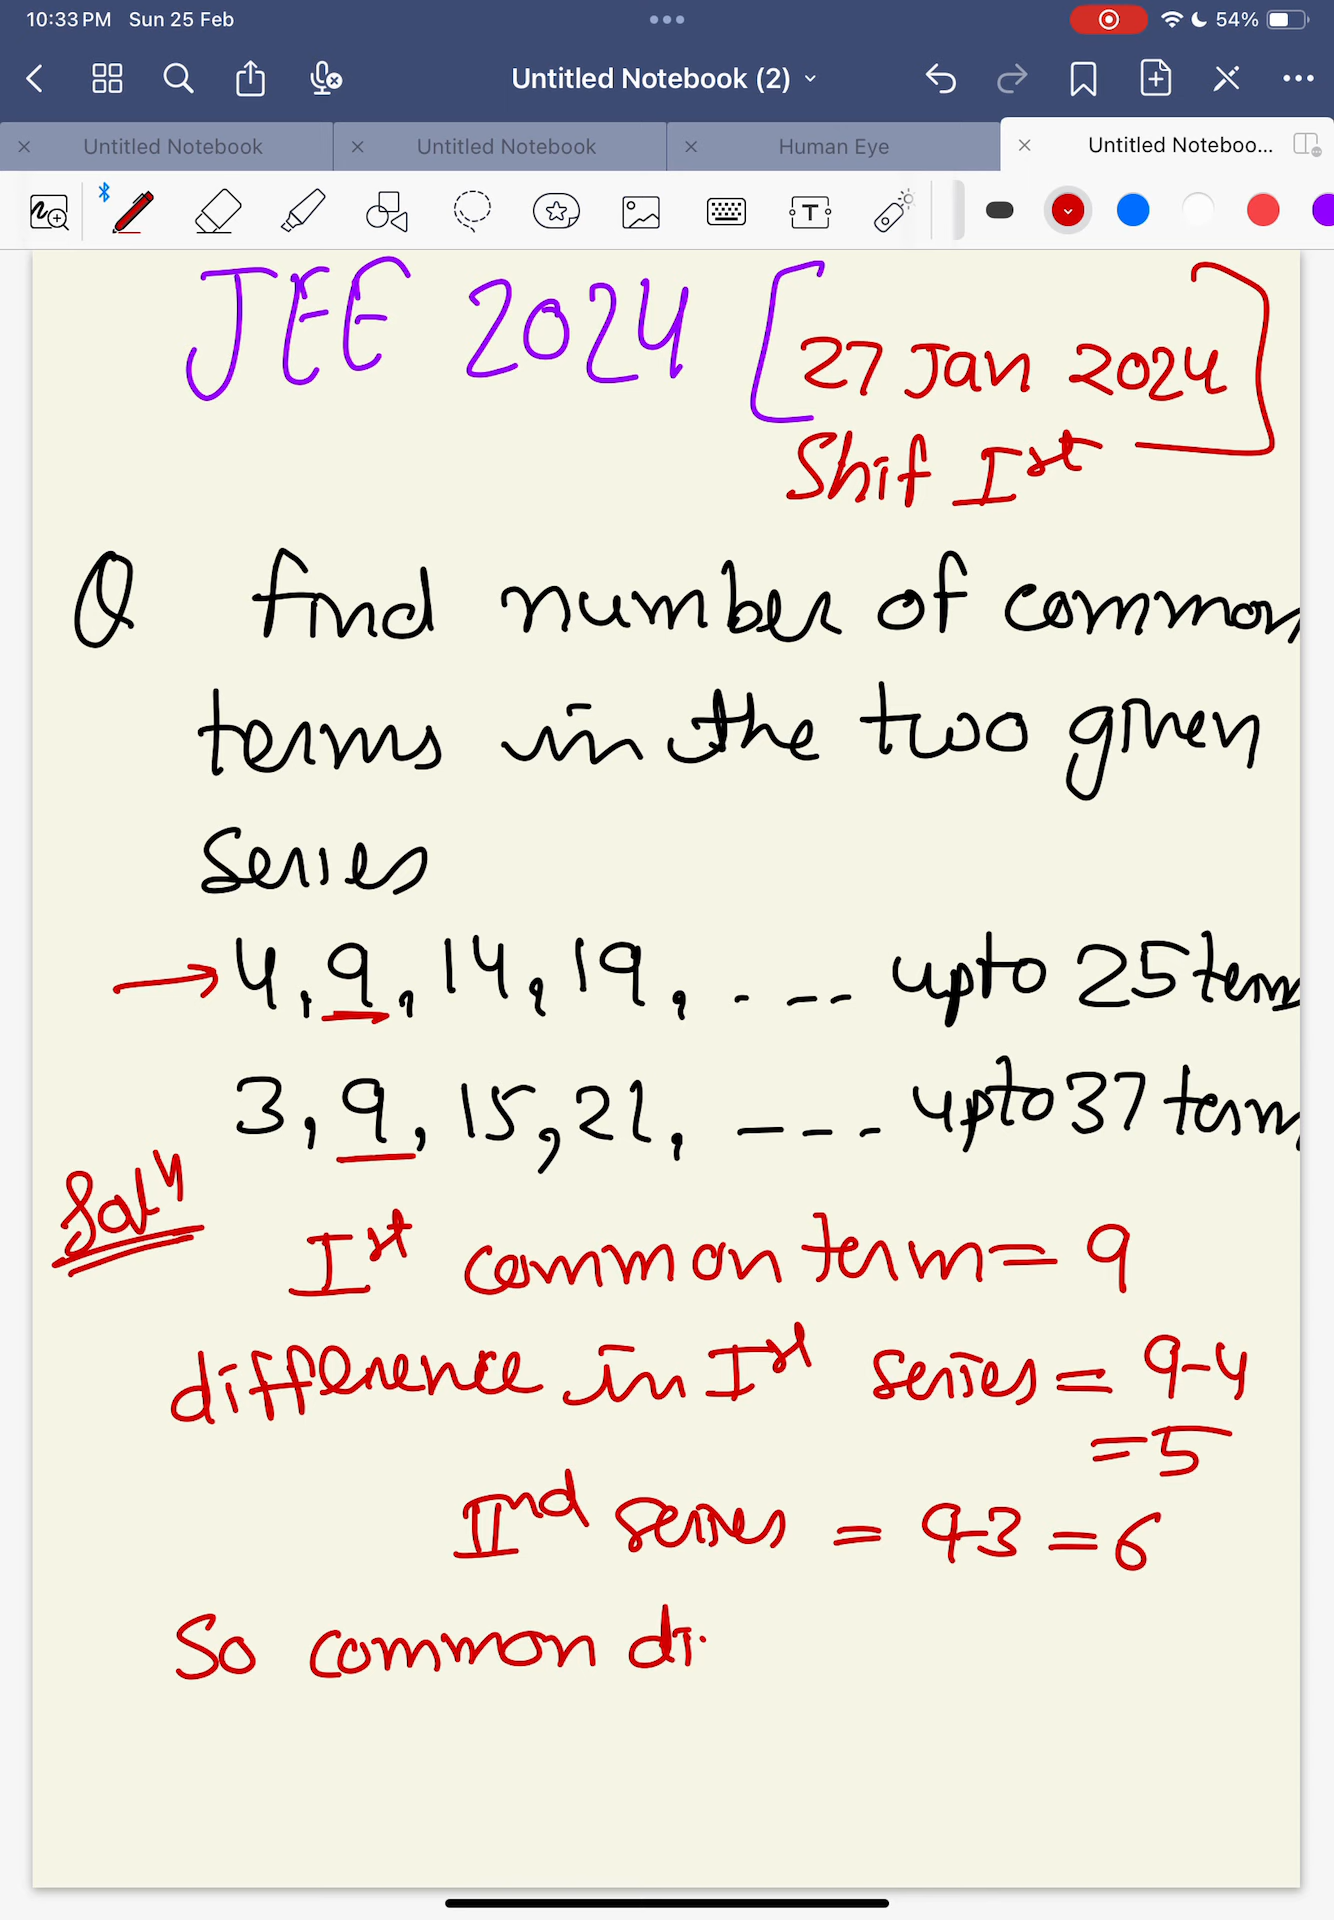 10:33 PM Sun 25 Feb
54%
Untitled Notebook (2)
Untitled Notebook
Untitled Notebook
Human Eye
Untitled Noteboo...
T
JEE 2024 [27 Jan 2024]
Shif Ist
Q find number of common
terms in the two given
series
→ 4, 9, 14, 19, . -- - upto 25 term
3, 9, 15, 21, - - - - upto 37 term
Solⁿ
Ist common term = 9
difference in Ist series = 9-4
= 5
IInd series = 9-3 = 6
So common di